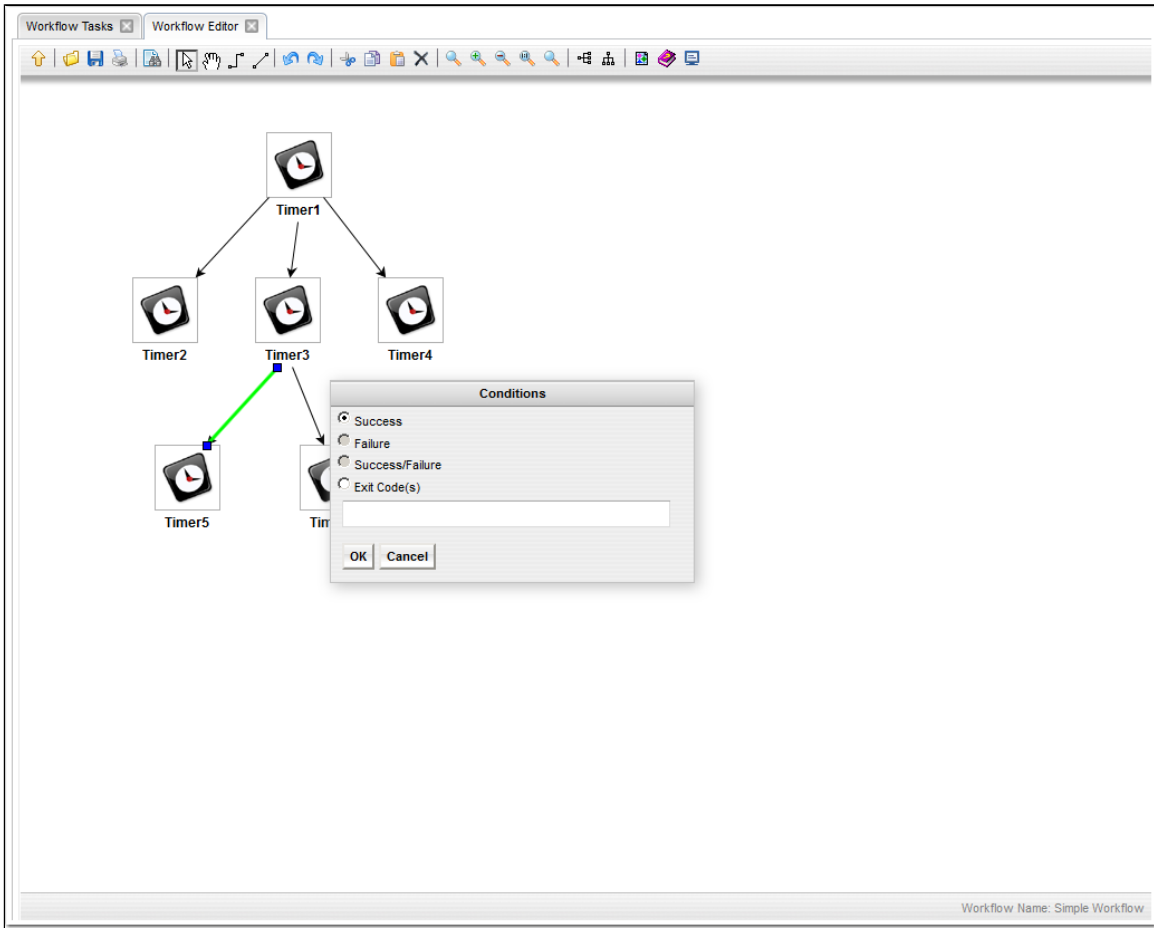 Workflow Tasks Workflow Editor
Timer1
Timer2 Timer3 Timer4
Conditions
Success
Failure
Success/Failure
Exit Code(s)
Timer5
OK Cancel
Workflow Name: Simple Workflow